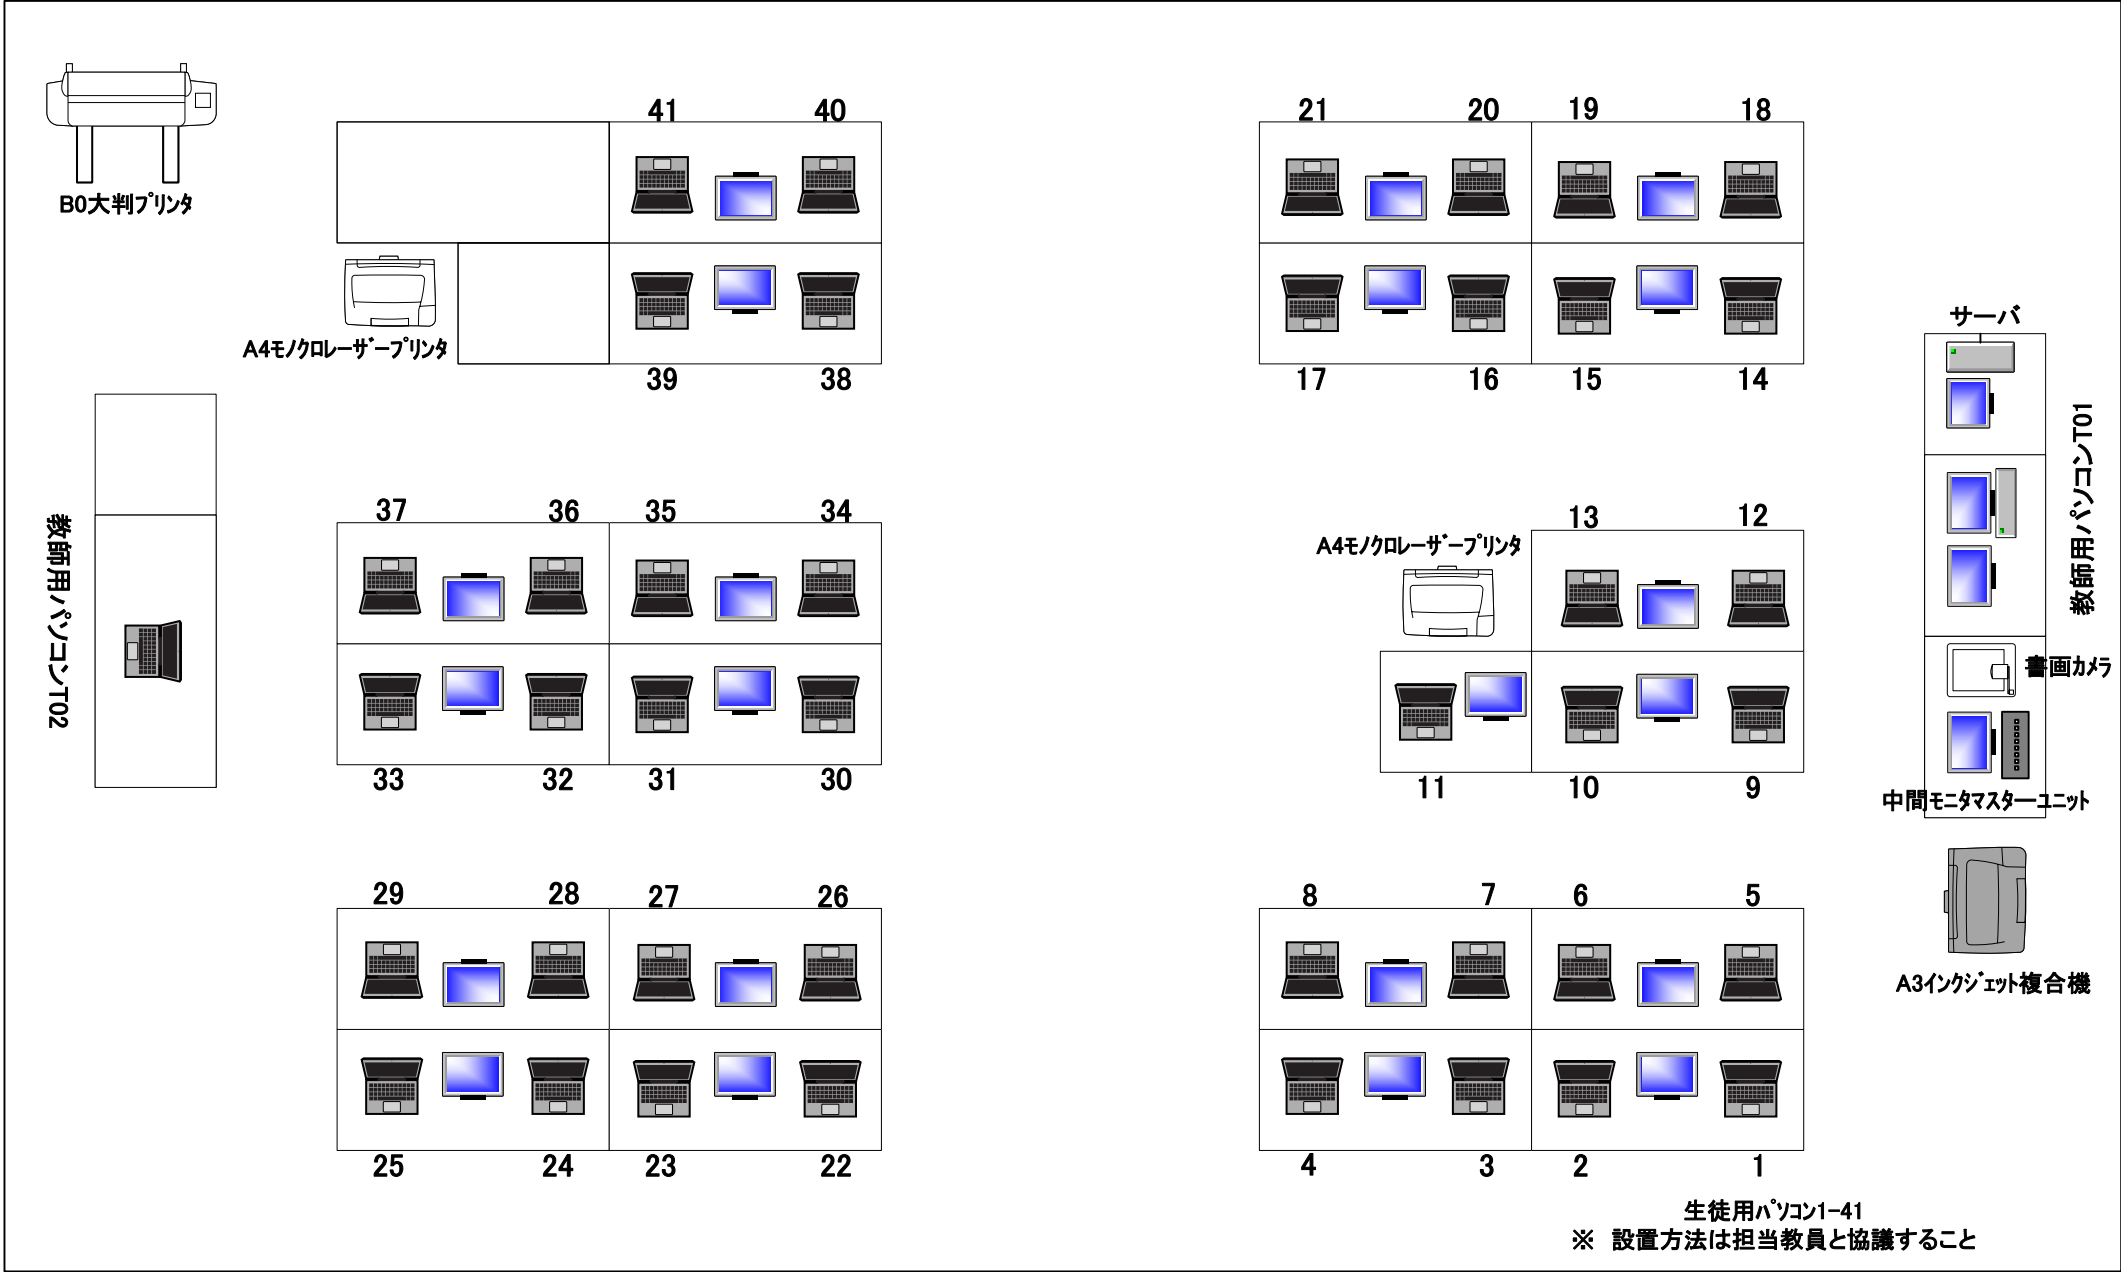 41 40 21 20 19 18
B0大判プリンタ
A4モノクロレーザープリンタ
39 38 17 16 15 14
サーバ
教師用パソコンT01
37 36 35 34 13 12
A4モノクロレーザープリンタ
教師用パソコンT02
書画カメラ
33 32 31 30 11 10 9
中間モニタマスターユニット
29 28 27 26 8 7 6 5
A3インクジェット複合機
25 24 23 22 4 3 2 1
生徒用パソコン1-41
※ 設置方法は担当教員と協議すること